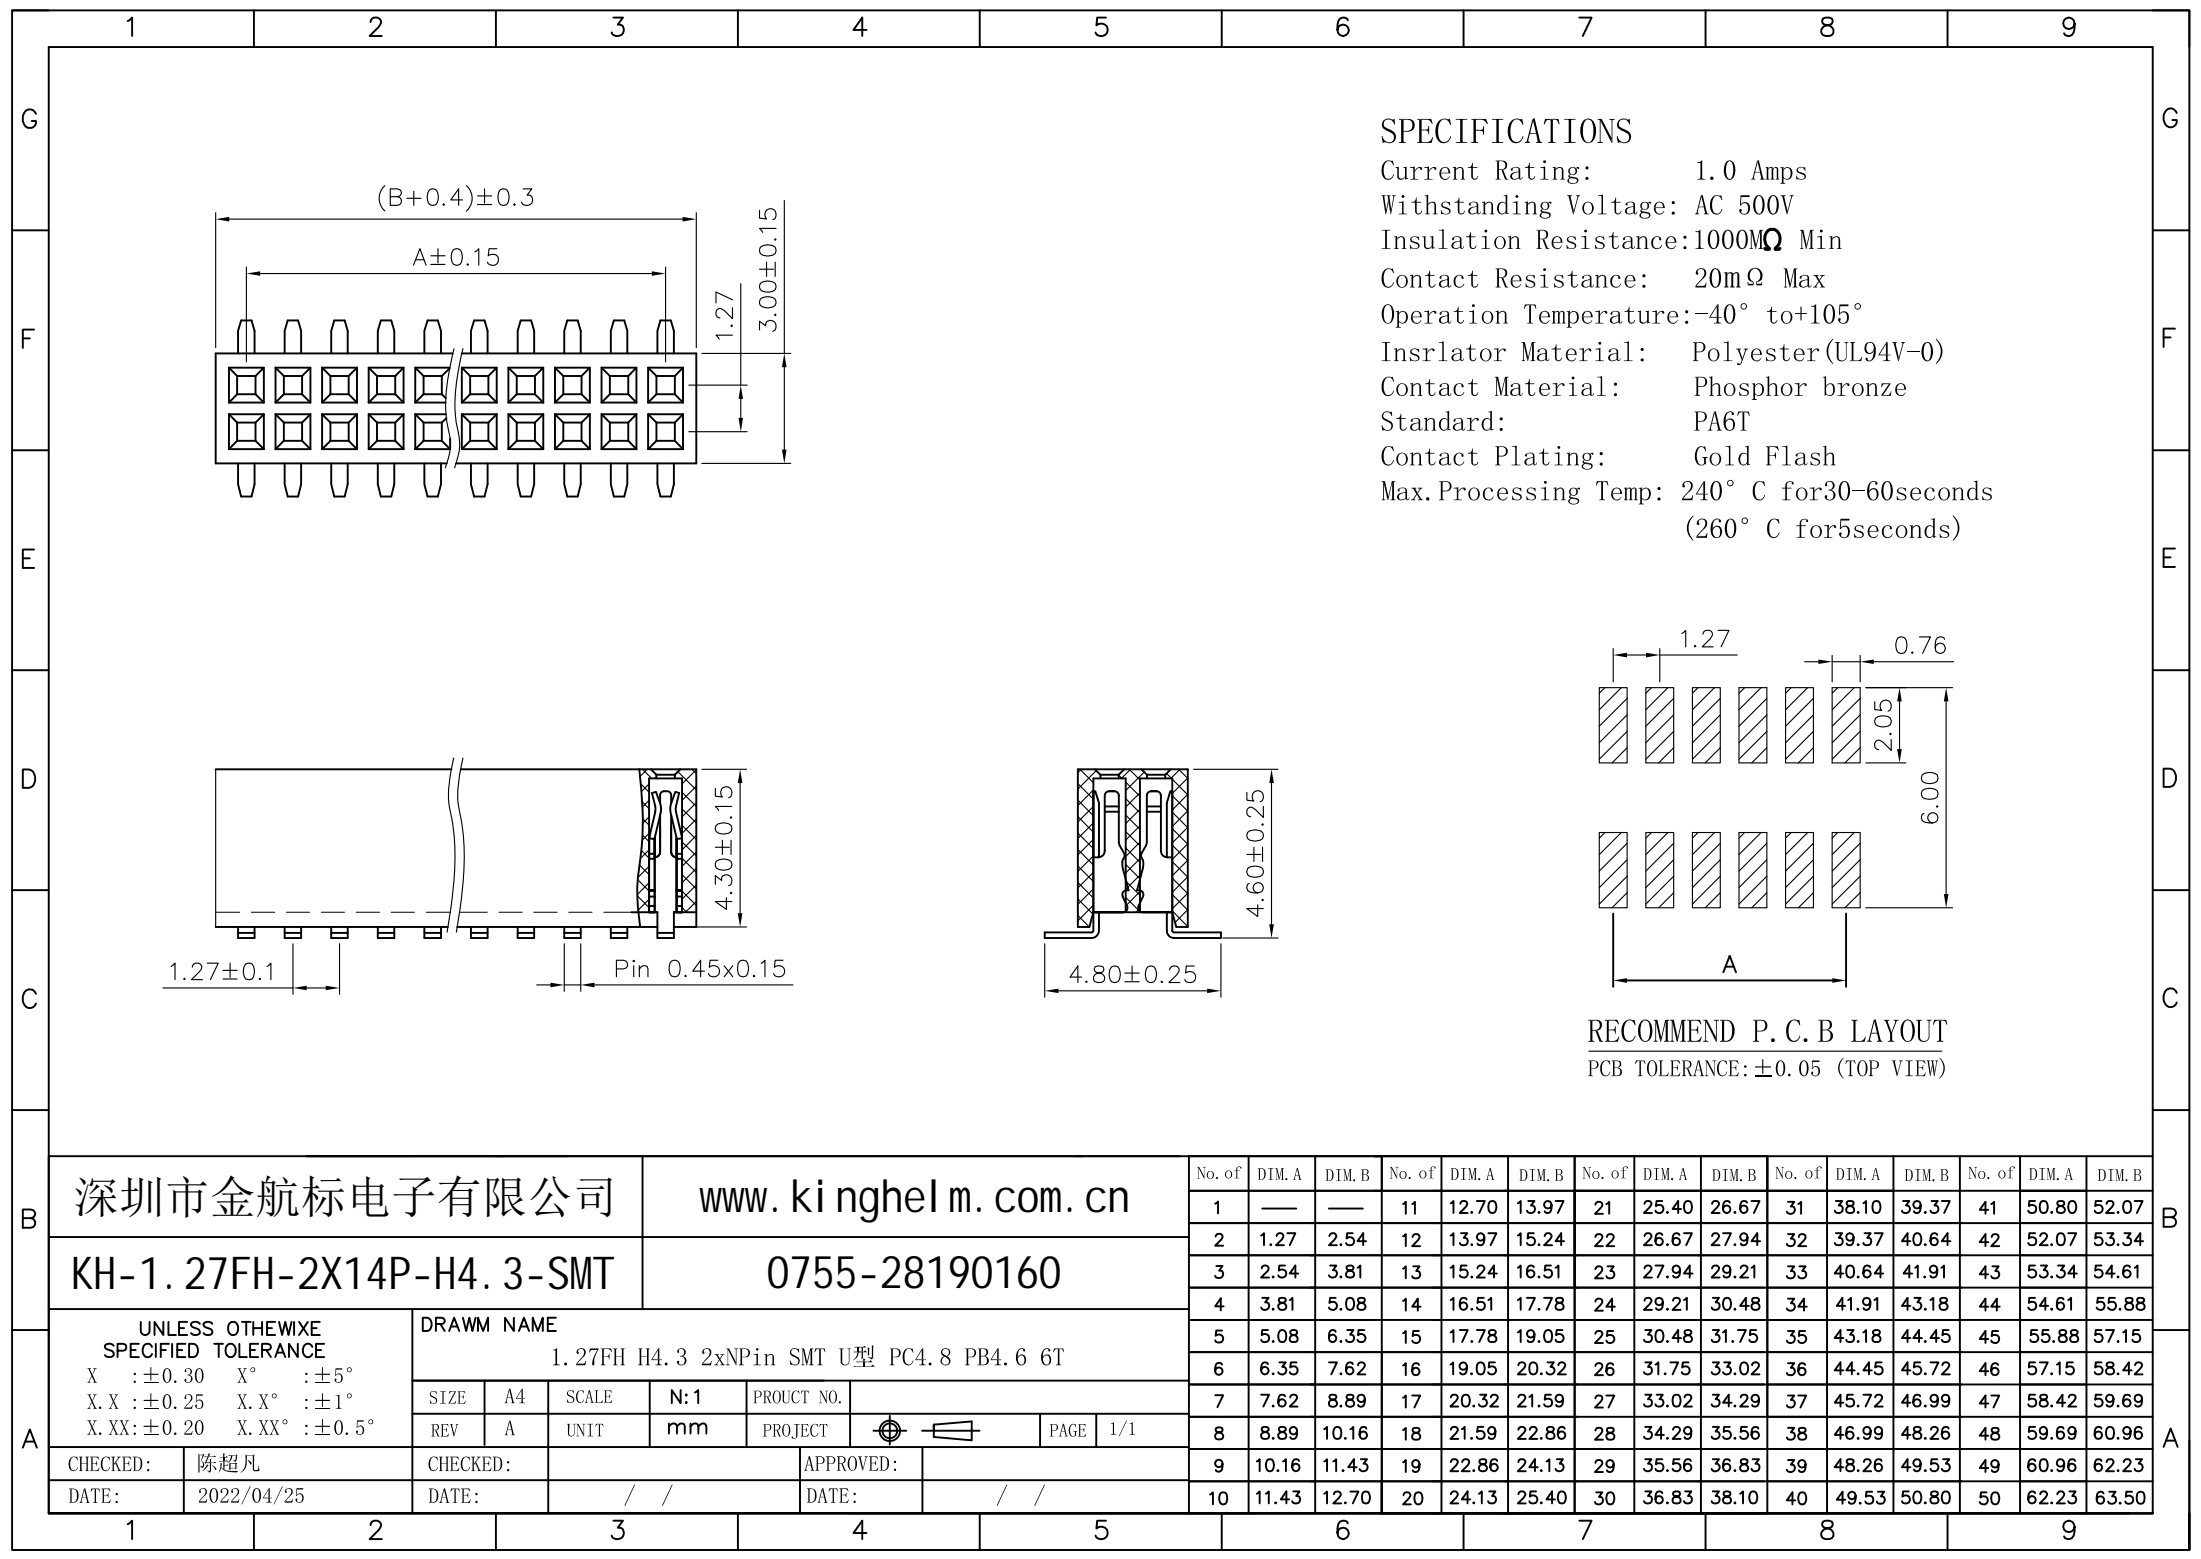 1 2 3 4 5 6 7 8 9
G G
F F
E E
D D
C C
B B
A A
(B+0.4)±0.3
A±0.15
1.27
3.00±0.15
SPECIFICATIONS
Current Rating: 1.0 Amps
Withstanding Voltage: AC 500V
Insulation Resistance:1000MΩ Min
Contact Resistance: 20mΩ Max
Operation Temperature:-40° to+105°
Insrlator Material: Polyester(UL94V-0)
Contact Material: Phosphor bronze
Standard: PA6T
Contact Plating: Gold Flash
Max.Processing Temp: 240° C for30-60seconds
(260° C for5seconds)
4.30±0.15
1.27±0.1
Pin 0.45x0.15
4.60±0.25
4.80±0.25
1.27
0.76
2.05
6.00
A
RECOMMEND P.C.B LAYOUT
PCB TOLERANCE:±0.05 (TOP VIEW)
深圳市金航标电子有限公司 www.kinghelm.com.cn
KH-1.27FH-2X14P-H4.3-SMT 0755-28190160
UNLESS OTHEWIXE
SPECIFIED TOLERANCE
X :±0.30 X° :±5°
X.X :±0.25 X.X° :±1°
X.XX:±0.20 X.XX° :±0.5°
DRAWM NAME
1.27FH H4.3 2xNPin SMT U型 PC4.8 PB4.6 6T
SIZE A4 SCALE N:1 PROUCT NO.
REV A UNIT mm PROJECT PAGE 1/1
CHECKED: 陈超凡 CHECKED: APPROVED:
DATE: 2022/04/25 DATE: / / DATE: / /
No. of DIM.A DIM.B No. of DIM.A DIM.B No. of DIM.A DIM.B No. of DIM.A DIM.B No. of DIM.A DIM.B
1 — — 11 12.70 13.97 21 25.40 26.67 31 38.10 39.37 41 50.80 52.07
2 1.27 2.54 12 13.97 15.24 22 26.67 27.94 32 39.37 40.64 42 52.07 53.34
3 2.54 3.81 13 15.24 16.51 23 27.94 29.21 33 40.64 41.91 43 53.34 54.61
4 3.81 5.08 14 16.51 17.78 24 29.21 30.48 34 41.91 43.18 44 54.61 55.88
5 5.08 6.35 15 17.78 19.05 25 30.48 31.75 35 43.18 44.45 45 55.88 57.15
6 6.35 7.62 16 19.05 20.32 26 31.75 33.02 36 44.45 45.72 46 57.15 58.42
7 7.62 8.89 17 20.32 21.59 27 33.02 34.29 37 45.72 46.99 47 58.42 59.69
8 8.89 10.16 18 21.59 22.86 28 34.29 35.56 38 46.99 48.26 48 59.69 60.96
9 10.16 11.43 19 22.86 24.13 29 35.56 36.83 39 48.26 49.53 49 60.96 62.23
10 11.43 12.70 20 24.13 25.40 30 36.83 38.10 40 49.53 50.80 50 62.23 63.50
1 2 3 4 5 6 7 8 9